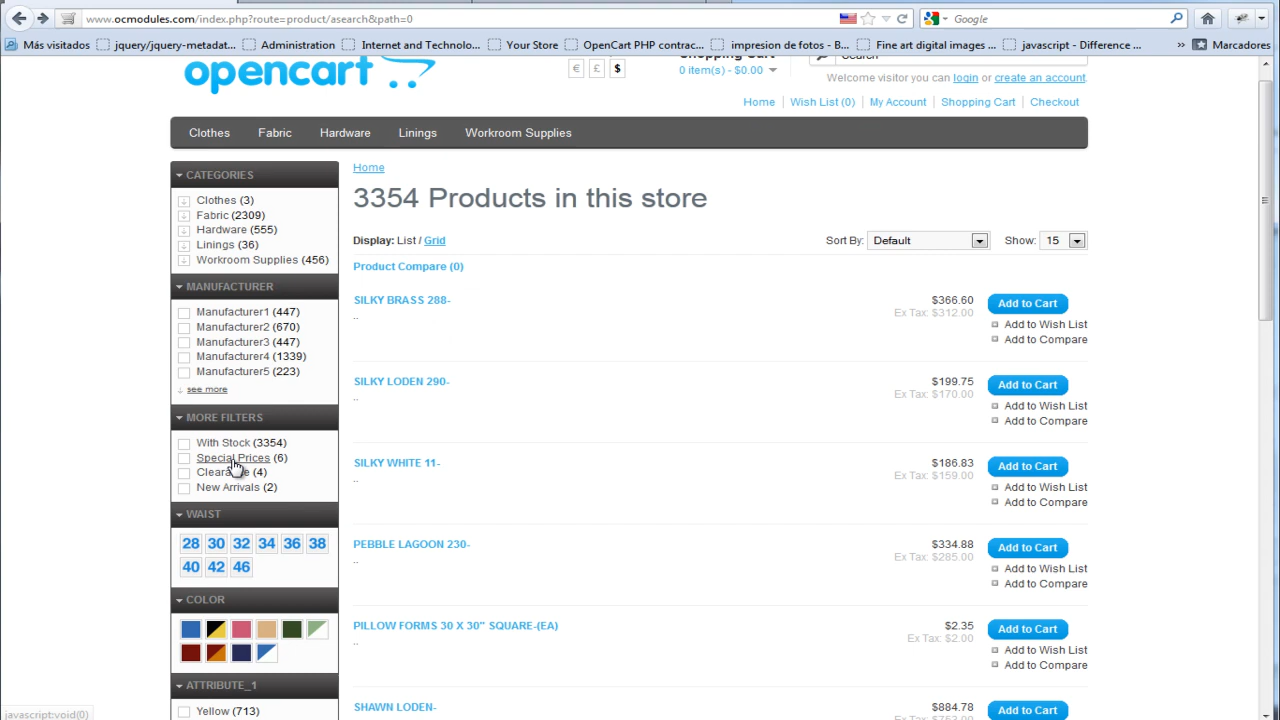 www.ocmodules.com/index.php?route=product/asearch&path=0
Google
Más visitados
jquery/jquery-metadat...
Administration
Internet and Technolo...
Your Store
OpenCart PHP contrac...
impresion de fotos - B...
Fine art digital images ...
javascript - Difference ...
»
Marcadores
opencart
€ £ $
Shopping Cart
0 item(s) - $0.00
Search
Welcome visitor you can login or create an account.
Home
Wish List (0)
My Account
Shopping Cart
Checkout
Clothes
Fabric
Hardware
Linings
Workroom Supplies
CATEGORIES
Clothes (3)
Fabric (2309)
Hardware (555)
Linings (36)
Workroom Supplies (456)
MANUFACTURER
Manufacturer1 (447)
Manufacturer2 (670)
Manufacturer3 (447)
Manufacturer4 (1339)
Manufacturer5 (223)
see more
MORE FILTERS
With Stock (3354)
Special Prices (6)
Clearance (4)
New Arrivals (2)
WAIST
28 30 32 34 36 38
40 42 46
COLOR
ATTRIBUTE_1
Yellow (713)
Home
3354 Products in this store
Display: List / Grid
Sort By: Default
Show: 15
Product Compare (0)
SILKY BRASS 288-
..
$366.60
Ex Tax: $312.00
Add to Cart
Add to Wish List
Add to Compare
SILKY LODEN 290-
..
$199.75
Ex Tax: $170.00
Add to Cart
Add to Wish List
Add to Compare
SILKY WHITE 11-
..
$186.83
Ex Tax: $159.00
Add to Cart
Add to Wish List
Add to Compare
PEBBLE LAGOON 230-
..
$334.88
Ex Tax: $285.00
Add to Cart
Add to Wish List
Add to Compare
PILLOW FORMS 30 X 30" SQUARE-(EA)
..
$2.35
Ex Tax: $2.00
Add to Cart
Add to Wish List
Add to Compare
SHAWN LODEN-
$884.78
Ex Tax: $753.00
Add to Cart
javascript:void(0)